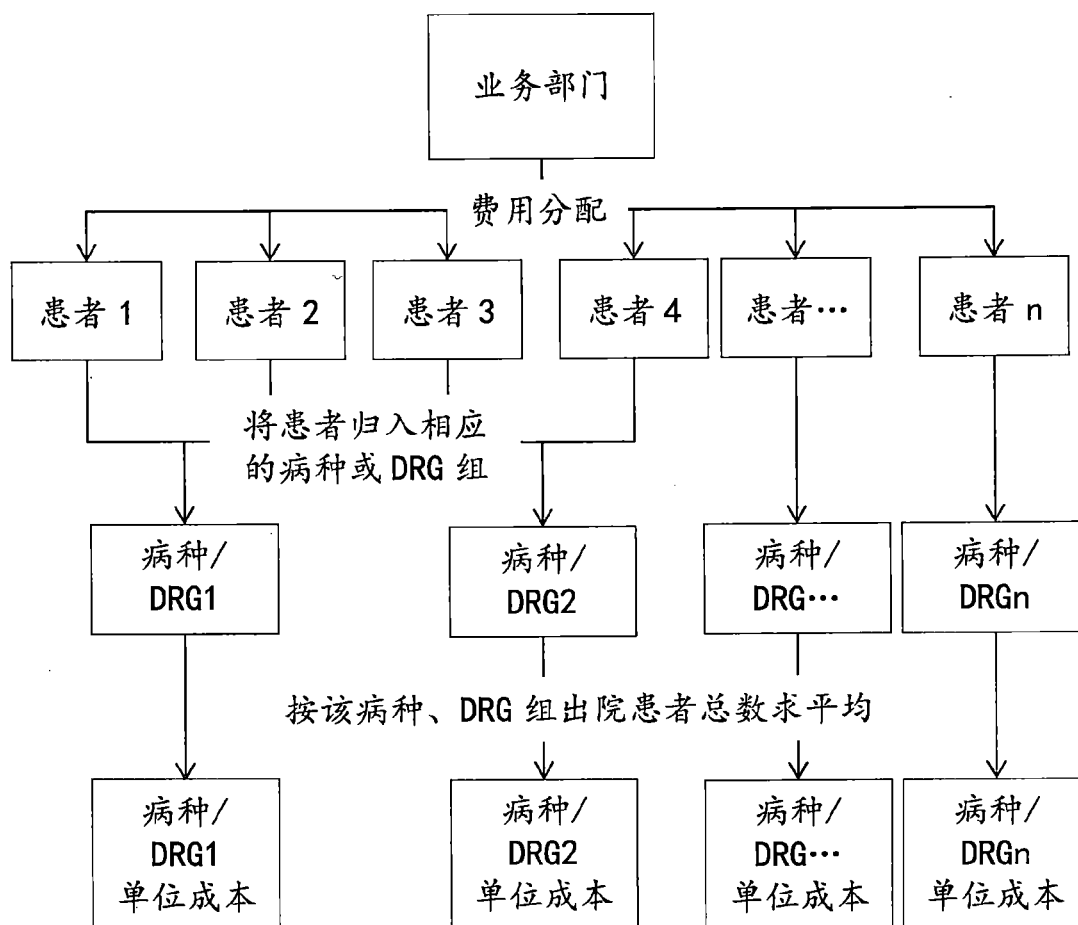 业务部门
费用分配
患者 1
患者 2
患者 3
患者 4
患者…
患者 n
将患者归入相应
的病种或 DRG 组
病种/
DRG1
病种/
DRG2
病种/
DRG…
病种/
DRGn
按该病种、DRG 组出院患者总数求平均
病种/
DRG1
单位成本
病种/
DRG2
单位成本
病种/
DRG…
单位成本
病种/
DRGn
单位成本